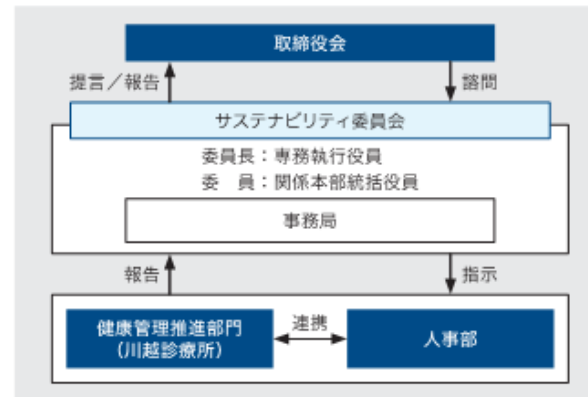 取締役会
提言／報告
諮問
サステナビリティ委員会
委員長：専務執行役員
委　員：関係本部統括役員
事務局
報告
指示
健康管理推進部門
（川越診療所）
連携
人事部